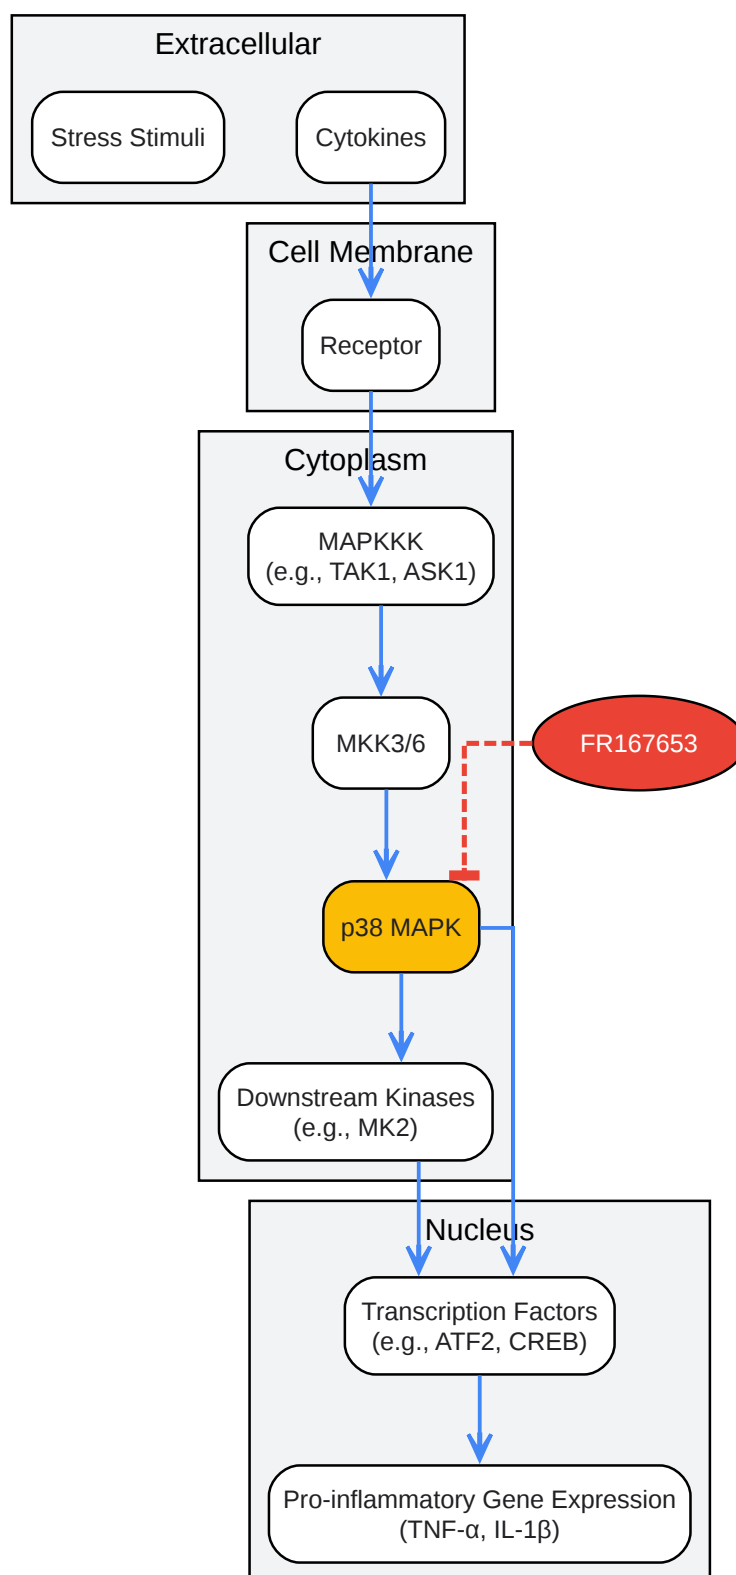 Extracellular
Stress Stimuli
Cytokines
Cell Membrane
Receptor
Cytoplasm
MAPKKK
(e.g., TAK1, ASK1)
MKK3/6
FR167653
p38 MAPK
Downstream Kinases
(e.g., MK2)
Nucleus
Transcription Factors
(e.g., ATF2, CREB)
Pro-inflammatory Gene Expression
(TNF-α, IL-1β)